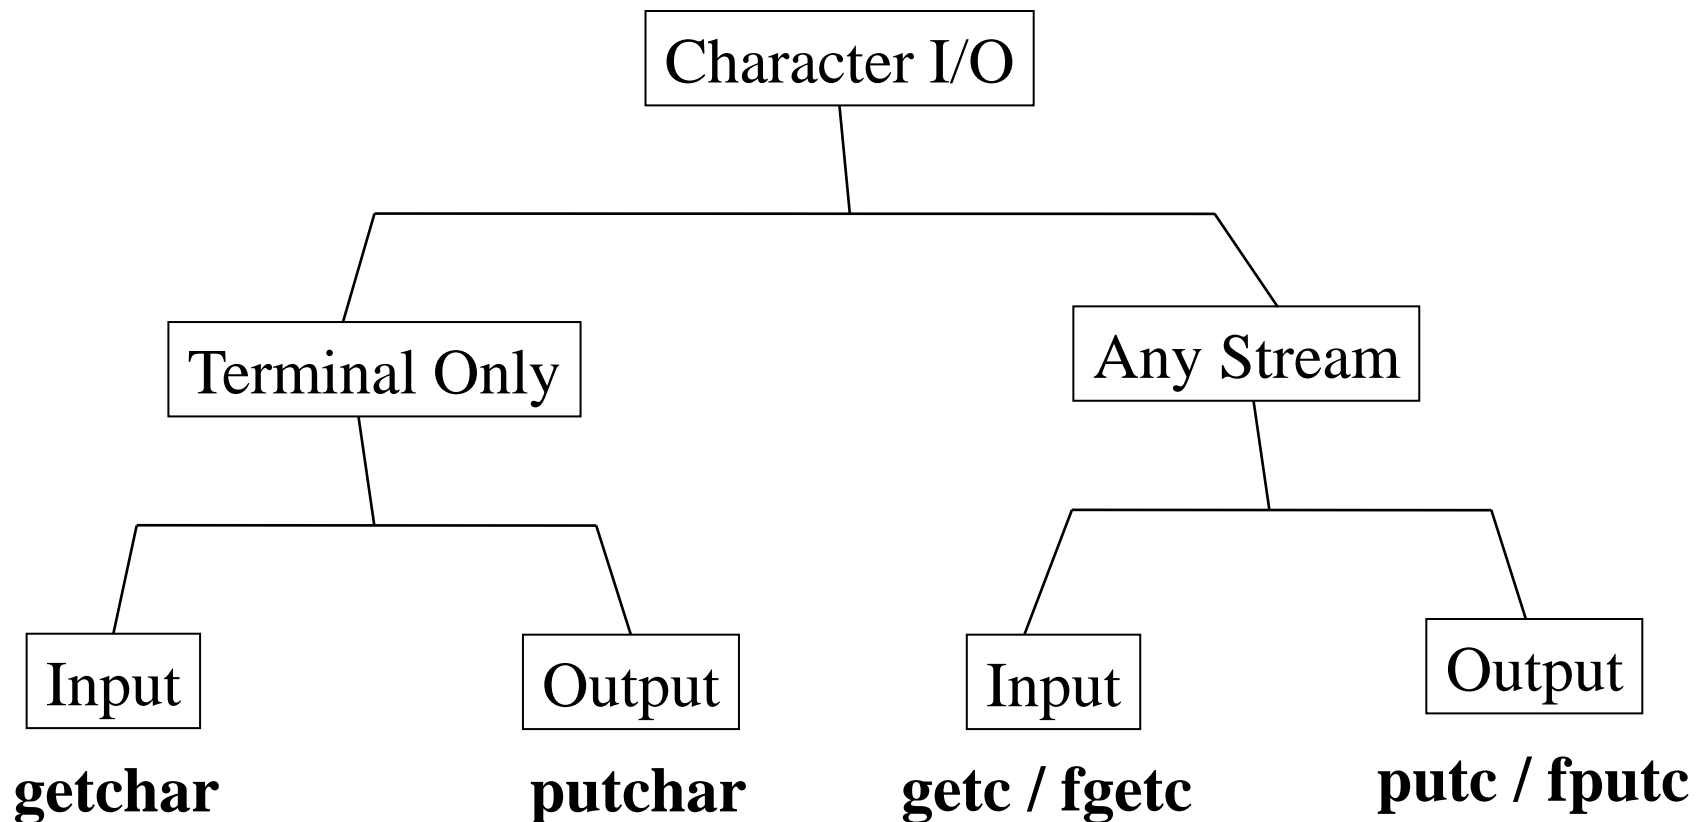 Character I/O
Terminal Only
Any Stream
Input
Output
Input
Output
getchar
putchar
getc / fgetc
putc / fputc